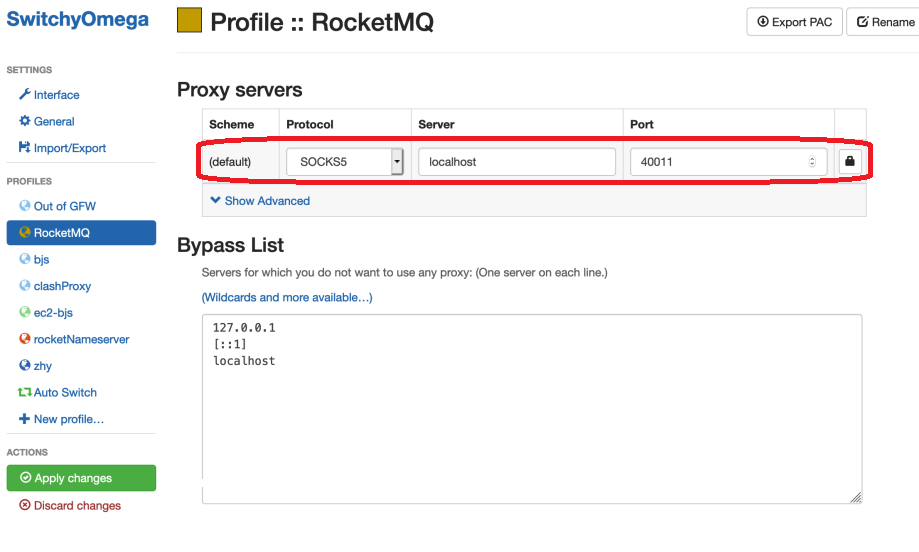 SwitchyOmega
Profile :: RocketMQ
Export PAC
Rename
SETTINGS
Interface
General
Import/Export
PROFILES
Out of GFW
RocketMQ
bjs
clashProxy
ec2-bjs
rocketNameserver
zhy
Auto Switch
New profile…
ACTIONS
Apply changes
Discard changes
Proxy servers
Scheme Protocol Server Port
(default) SOCKS5 localhost 40011
Show Advanced
Bypass List
Servers for which you do not want to use any proxy: (One server on each line.)
(Wildcards and more available…)
127.0.0.1
[::1]
localhost